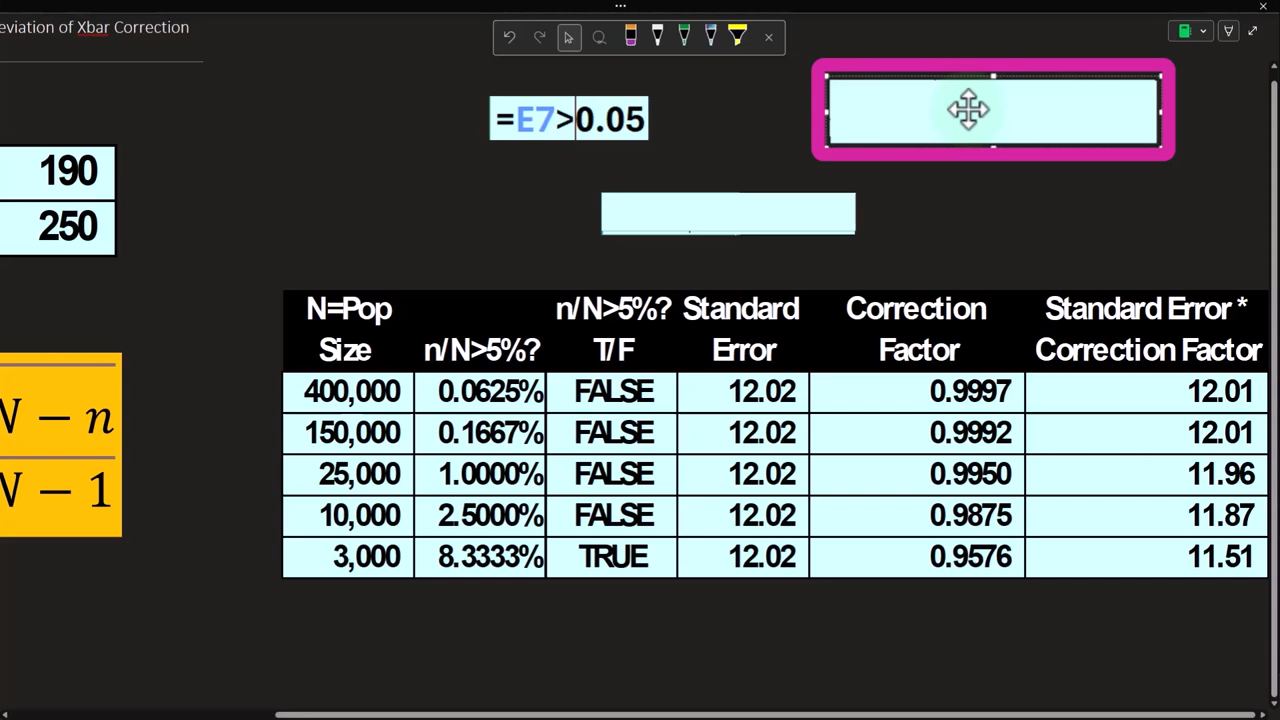 eviation of Xbar Correction
=E7>0.05
190
250
N=Pop Size n/N>5%? n/N>5%? T/F Standard Error Correction Factor Standard Error * Correction Factor
400,000 0.0625% FALSE 12.02 0.9997 12.01
150,000 0.1667% FALSE 12.02 0.9992 12.01
25,000 1.0000% FALSE 12.02 0.9950 11.96
10,000 2.5000% FALSE 12.02 0.9875 11.87
3,000 8.3333% TRUE 12.02 0.9576 11.51
N − n
N − 1